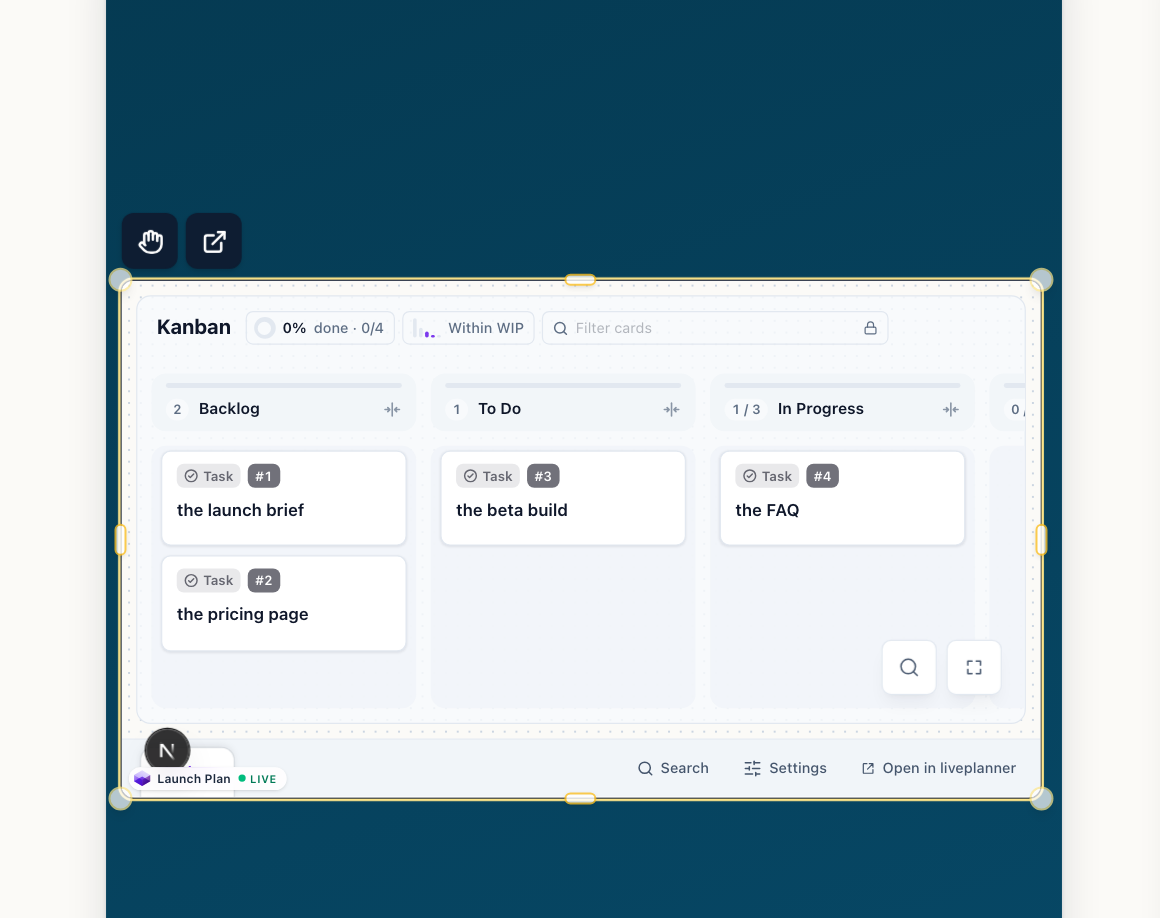 Kanban
0% done · 0/4
Within WIP
Filter cards
2 Backlog
1 To Do
1 / 3 In Progress
0 /
Task #1
the launch brief
Task #3
the beta build
Task #4
the FAQ
Task #2
the pricing page
N
Launch Plan LIVE
Search
Settings
Open in liveplanner